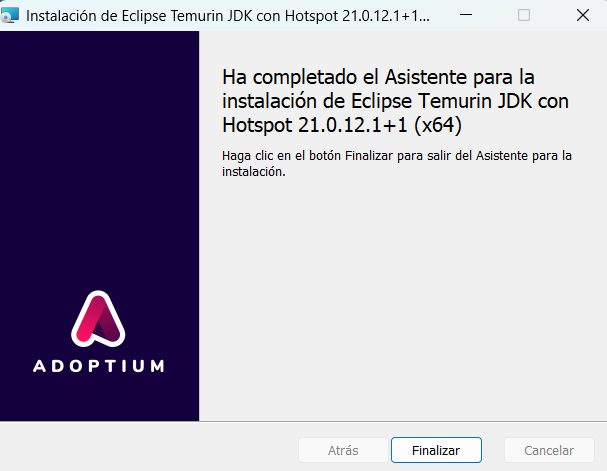 Instalación de Eclipse Temurin JDK con Hotspot 21.0.12.1+1...
Ha completado el Asistente para la
instalación de Eclipse Temurin JDK con
Hotspot 21.0.12.1+1 (x64)
Haga clic en el botón Finalizar para salir del Asistente para la
instalación.
ADOPTIUM
Atrás
Finalizar
Cancelar